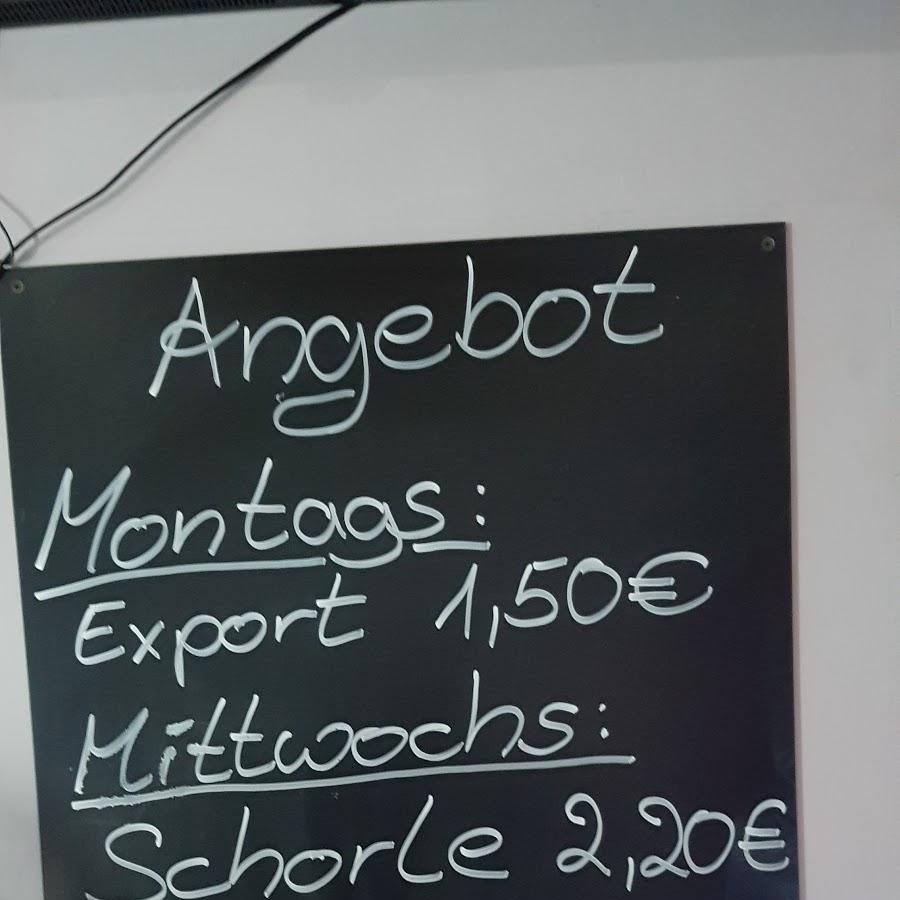 Angebot
Montags:
Export 1,50€
Mittwochs:
Schorle 2,20€